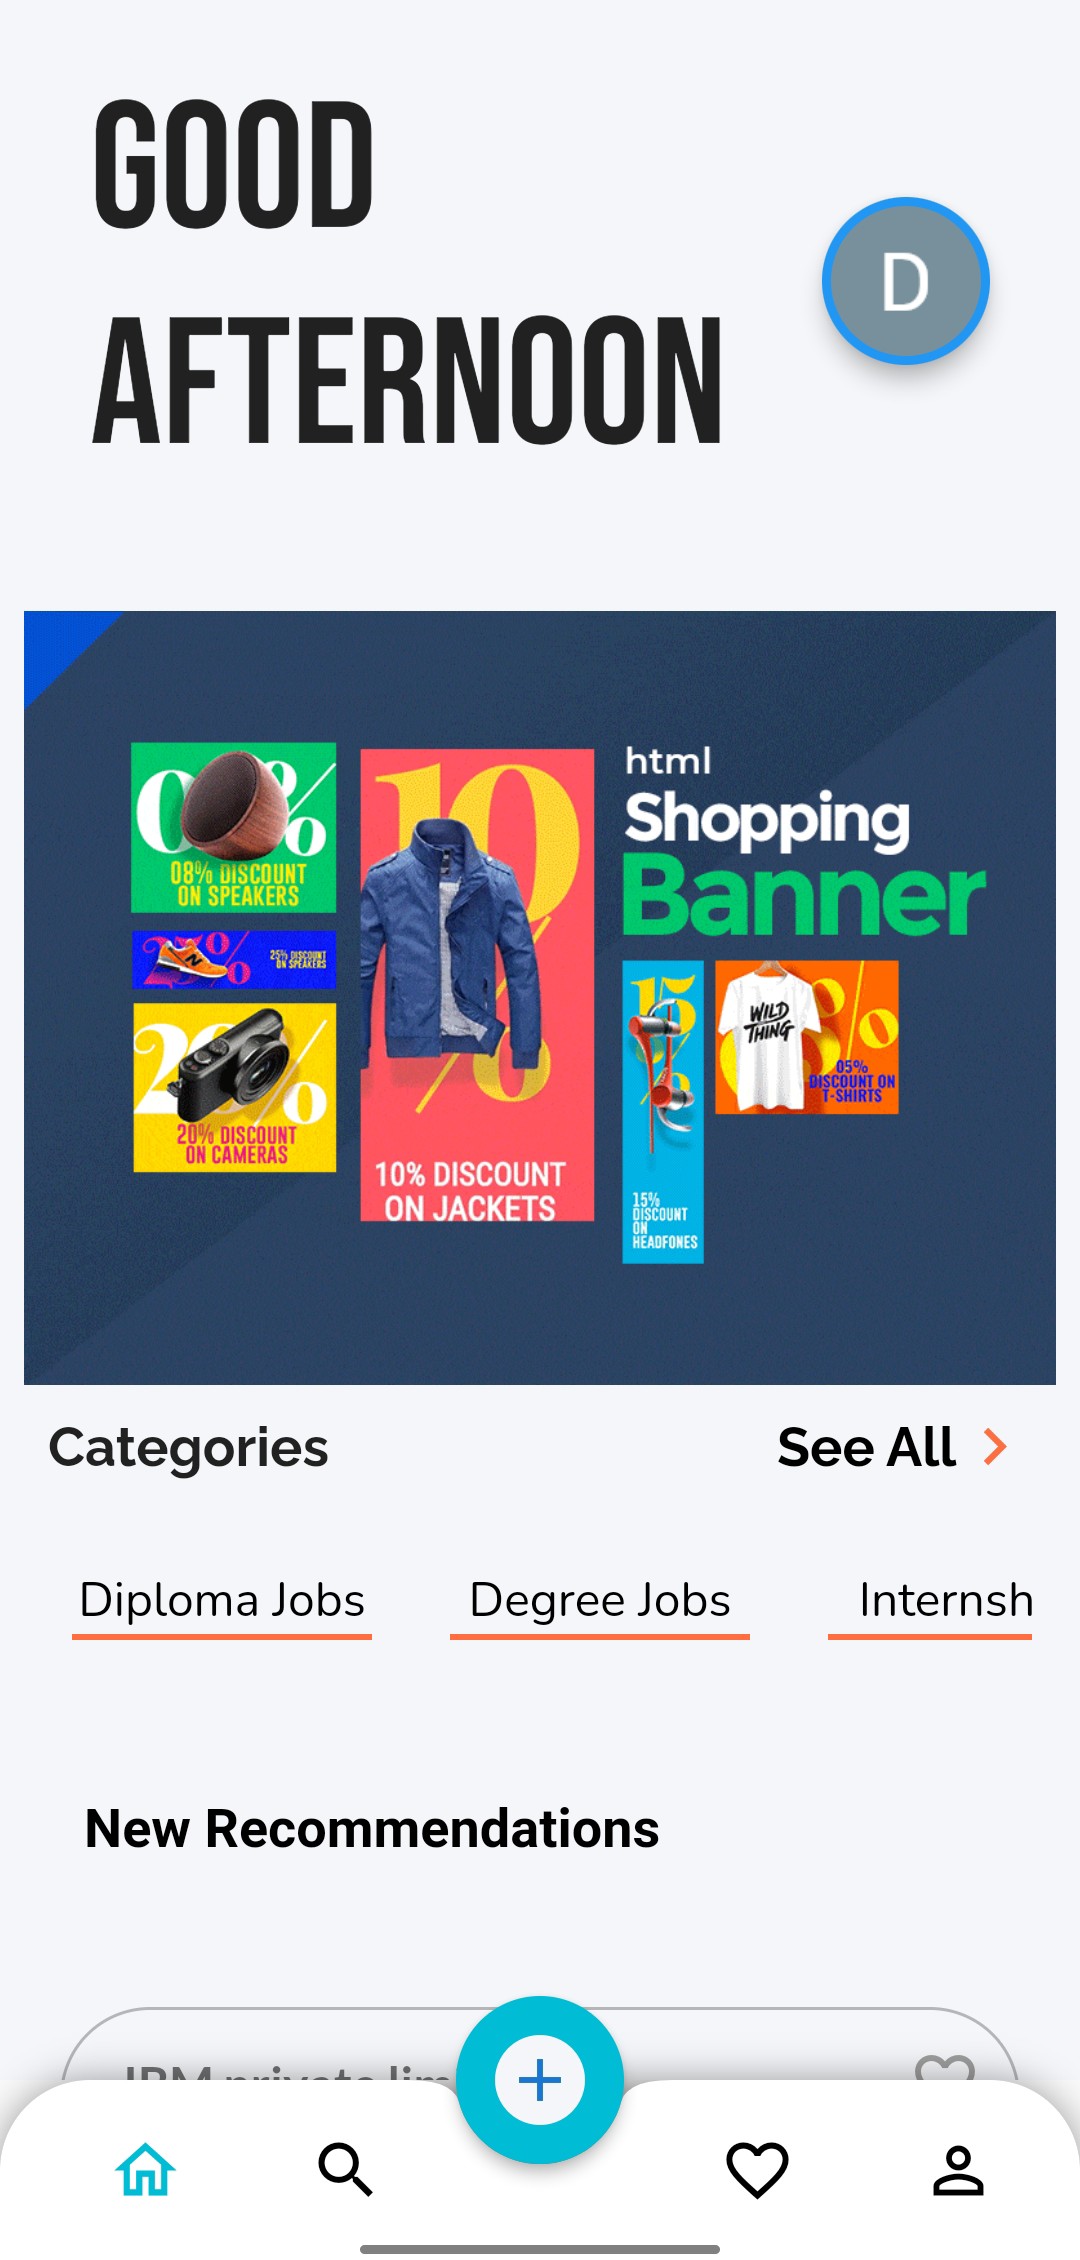 GOOD
AFTERNOON
D
08% DISCOUNT
ON SPEAKERS
25%
25% DISCOUNT
ON SPEAKERS
20% DISCOUNT
ON CAMERAS
10
%
10% DISCOUNT
ON JACKETS
html
Shopping
Banner
15
%
15%
DISCOUNT
ON
HEADFONES
WILD
THING
%
05%
DISCOUNT ON
T-SHIRTS
Categories
See All
Diploma Jobs
Degree Jobs
Internsh
New Recommendations
IBM private lim